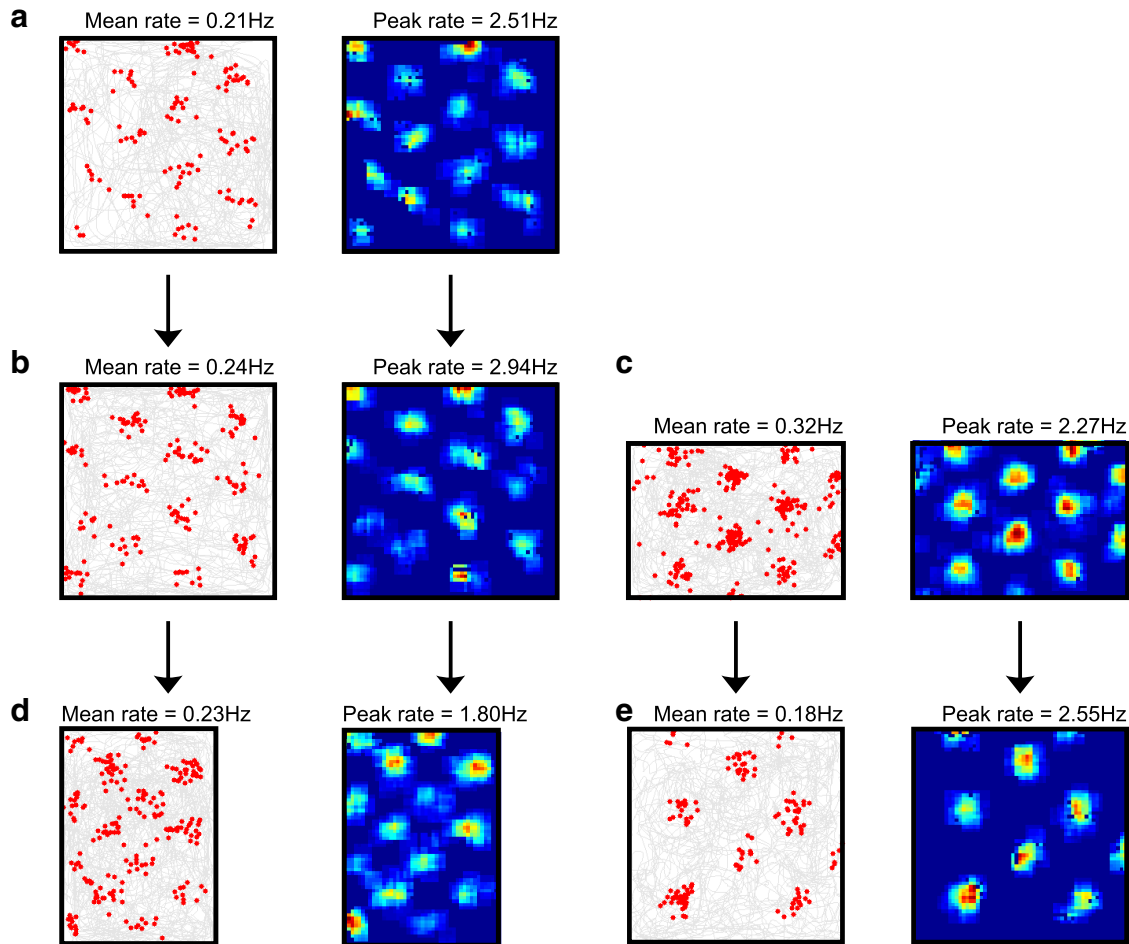 a
Mean rate = 0.21Hz
Peak rate = 2.51Hz
b
Mean rate = 0.24Hz
Peak rate = 2.94Hz
c
Mean rate = 0.32Hz
Peak rate = 2.27Hz
d
Mean rate = 0.23Hz
Peak rate = 1.80Hz
e
Mean rate = 0.18Hz
Peak rate = 2.55Hz